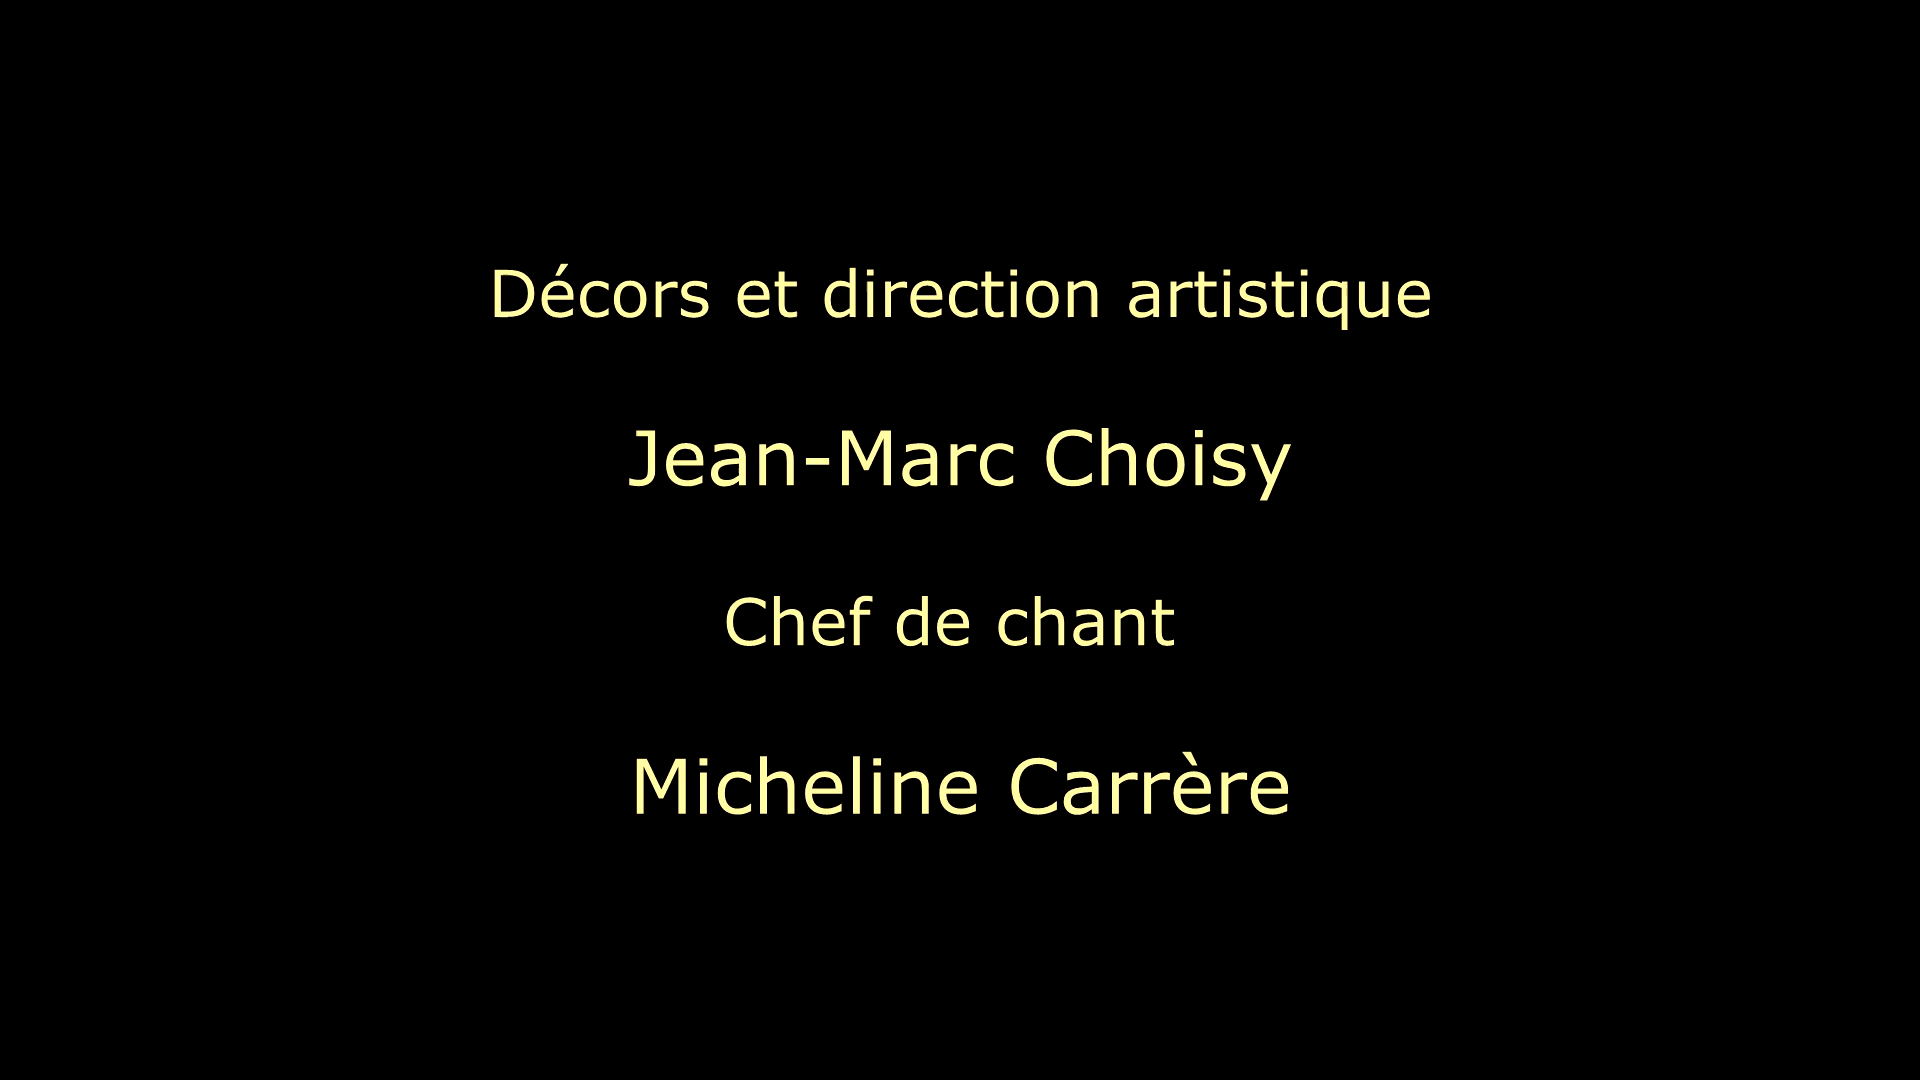 Décors et direction artistique
Jean-Marc Choisy
Chef de chant
Micheline Carrère